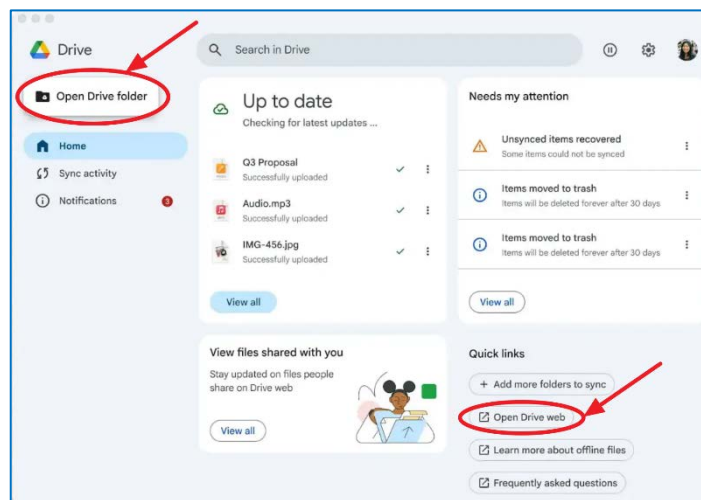 Drive
Search in Drive
Open Drive folder
Home
Sync activity
Notifications
3
Up to date
Checking for latest updates ...
Q3 Proposal
Successfully uploaded
Audio.mp3
Successfully uploaded
IMG-456.jpg
Successfully uploaded
View all
Needs my attention
Unsynced items recovered
Some items could not be synced
Items moved to trash
Items will be deleted forever after 30 days
Items moved to trash
Items will be deleted forever after 30 days
View all
View files shared with you
Stay updated on files people
share on Drive web
View all
Quick links
+ Add more folders to sync
Open Drive web
Learn more about offline files
Frequently asked questions